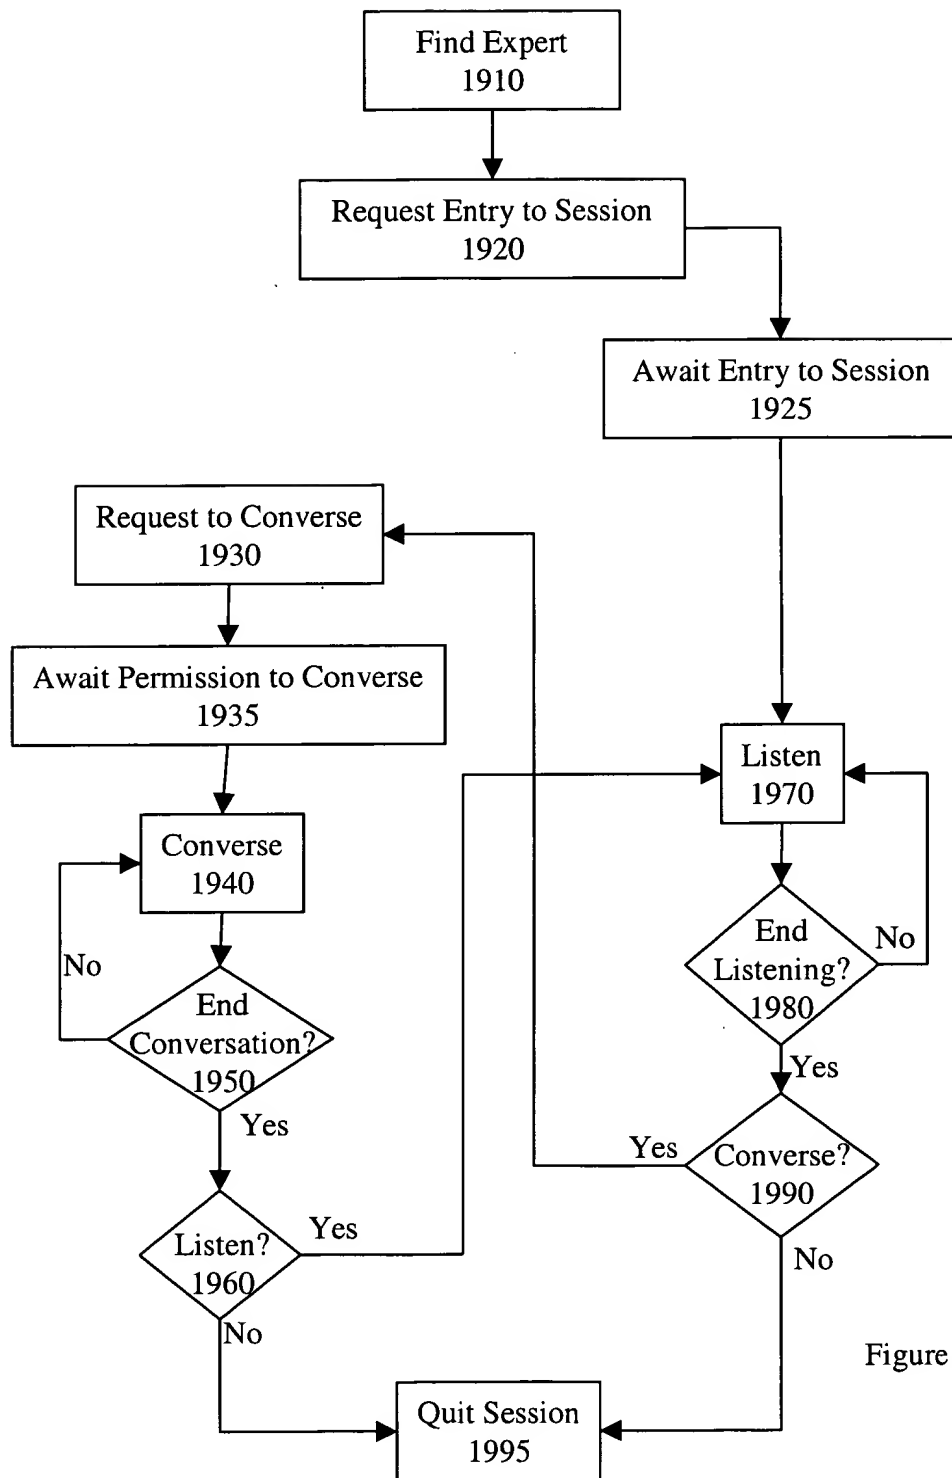 Find Expert
1910
Request Entry to Session
1920
Await Entry to Session
1925
Request to Converse
1930
Await Permission to Converse
1935
Listen
1970
Converse
1940
End
Listening?
1980
No
No
End
Conversation?
1950
Yes
Yes
Converse?
1990
Yes
Listen?
1960
Yes
No
No
Figure
Quit Session
1995